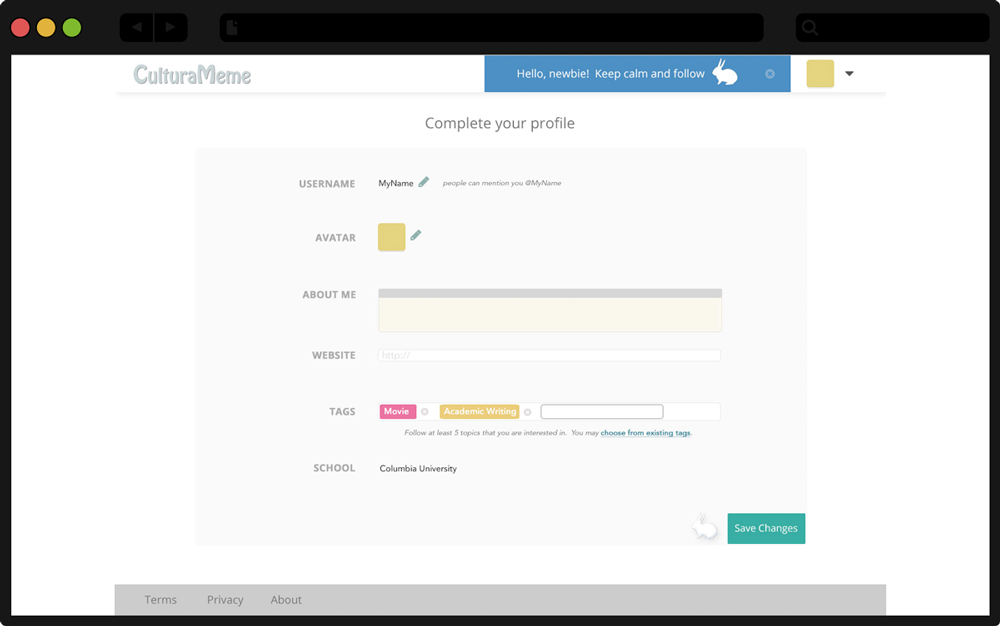 CulturaMeme
Hello, newbie! Keep calm and follow
Complete your profile
USERNAME MyName people can mention you @MyName
AVATAR
ABOUT ME
WEBSITE http://
TAGS Movie Academic Writing
Follow at least 5 topics that you are interested in. You may choose from existing tags.
SCHOOL Columbia University
Save Changes
Terms Privacy About